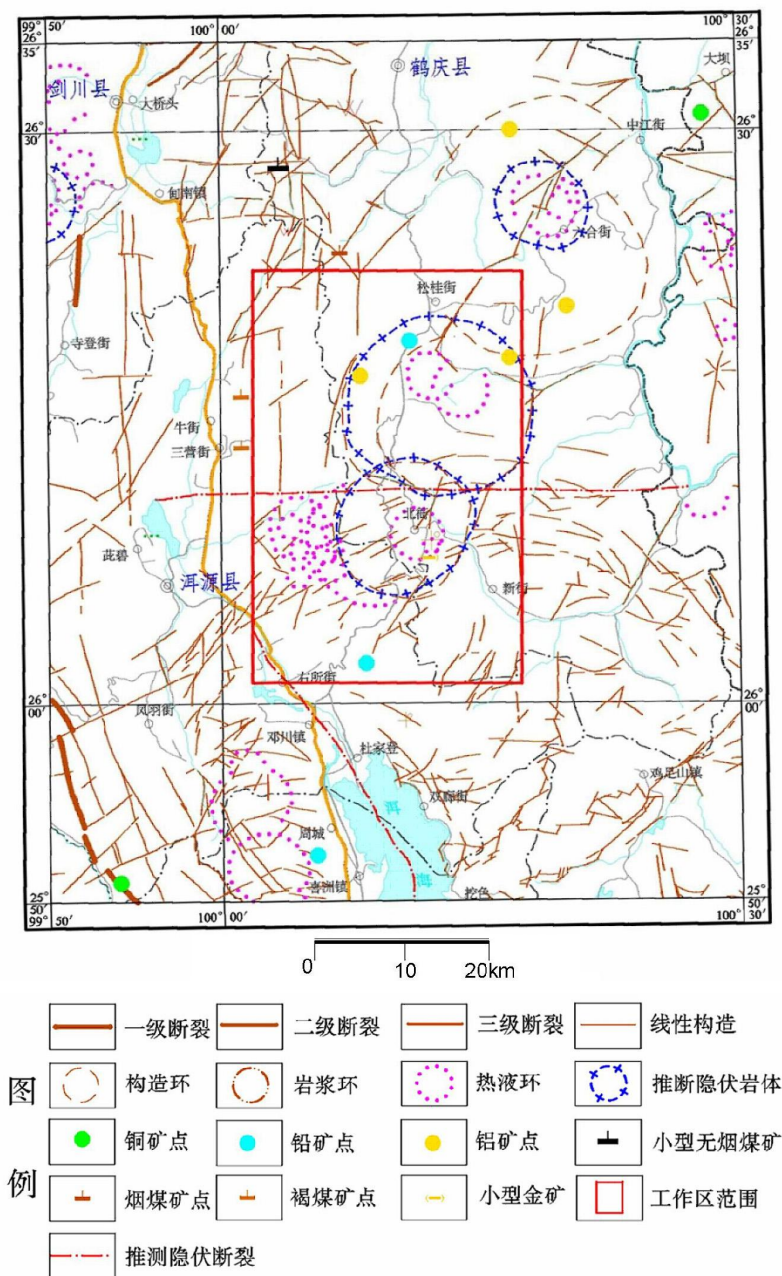 99° 50′ 100° 00′ 100° 30′
26° 35′ 26° 35′
剑川县
大桥头
鹤庆县
大坝
26° 30′ 中江街 26° 30′
甸南镇
六合街
松桂街
寺登街
牛街
三营街
北衙
茈碧
洱源县
新街
右所街
26° 00′ 26° 00′
凤羽街
邓川镇
杜家登
鸡足山镇
双廊街
洱
周城
喜洲镇
海
挖色
25° 30′ 25° 30′
99° 50′ 100° 00′ 100° 30′
0 10 20km
图例
一级断裂 二级断裂 三级断裂 线性构造
构造环 岩浆环 热液环 推断隐伏岩体
铜矿点 铅矿点 铝矿点 小型无烟煤矿
烟煤矿点 褐煤矿点 小型金矿 工作区范围
推测隐伏断裂